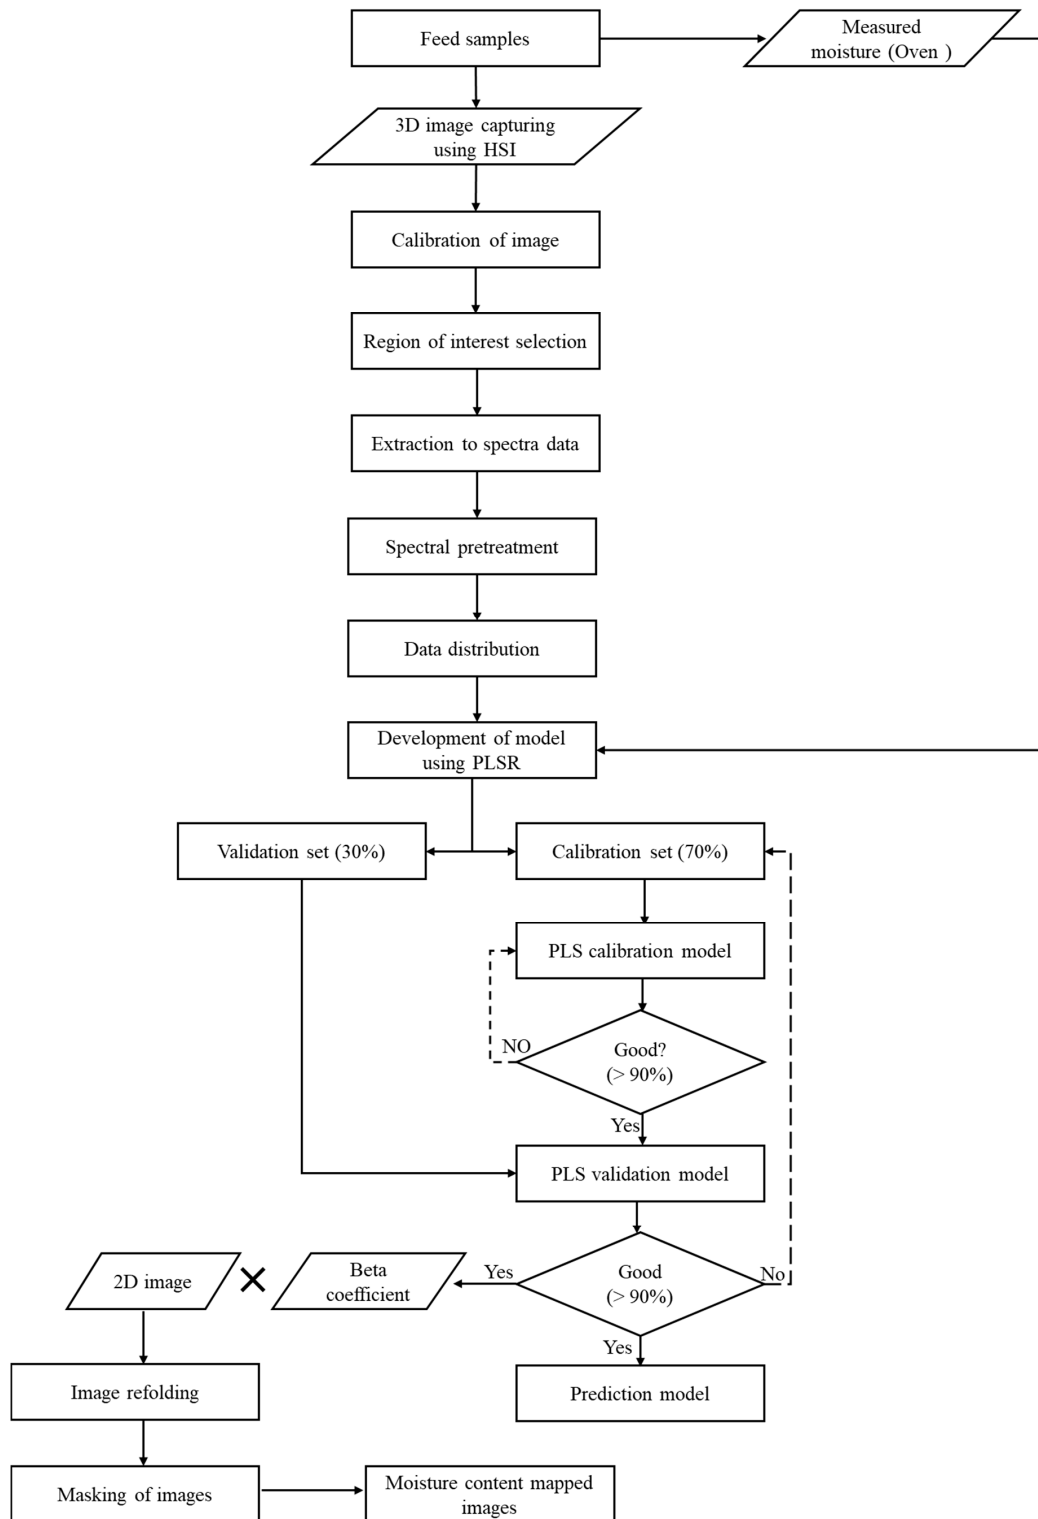 Feed samples
Measured
moisture (Oven )
3D image capturing
using HSI
Calibration of image
Region of interest selection
Extraction to spectra data
Spectral pretreatment
Data distribution
Development of model
using PLSR
Validation set (30%)
Calibration set (70%)
PLS calibration model
NO
Good?
(> 90%)
Yes
PLS validation model
2D image
×
Beta
coefficient
Yes
Good
(> 90%)
No
Yes
Image refolding
Prediction model
Masking of images
Moisture content mapped
images